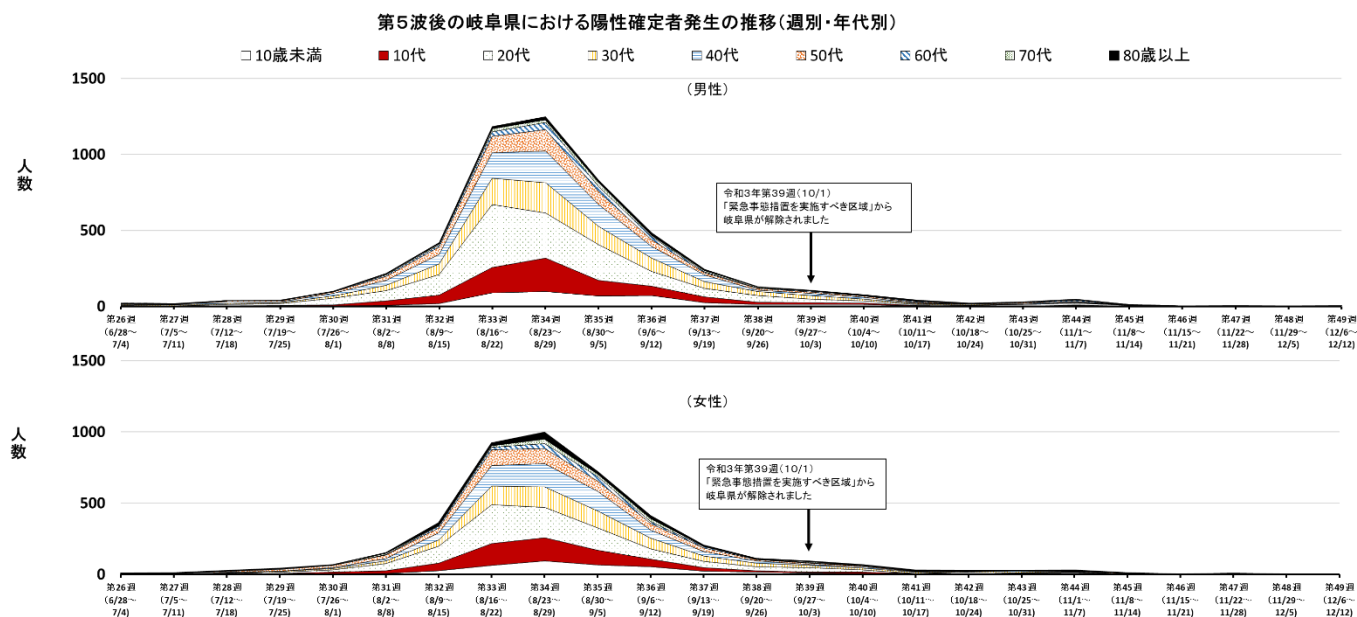 第5波後の岐阜県における陽性確定者発生の推移(週別・年代別)
□10歳未満 ■10代 □20代 □30代 □40代 □50代 □60代 □70代 ■80歳以上
1500
(男性)
人数
1000
令和3年第39週(10/1)
「緊急事態措置を実施すべき区域」から
岐阜県が解除されました
500
0
第26週 第27週 第28週 第29週 第30週 第31週 第32週 第33週 第34週 第35週 第36週 第37週 第38週 第39週 第40週 第41週 第42週 第43週 第44週 第45週 第46週 第47週 第48週 第49週
(6/28~ (7/5~ (7/12~ (7/19~ (7/26~ (8/2~ (8/9~ (8/16~ (8/23~ (8/30~ (9/6~ (9/13~ (9/20~ (9/27~ (10/4~ (10/11~ (10/18~ (10/25~ (11/1~ (11/8~ (11/15~ (11/22~ (11/29~ (12/6~
7/4) 7/11) 7/18) 7/25) 8/1) 8/8) 8/15) 8/22) 8/29) 9/5) 9/12) 9/19) 9/26) 10/3) 10/10) 10/17) 10/24) 10/31) 11/7) 11/14) 11/21) 11/28) 12/5) 12/12)
1500
(女性)
人数
1000
令和3年第39週(10/1)
「緊急事態措置を実施すべき区域」から
岐阜県が解除されました
500
0
第26週 第27週 第28週 第29週 第30週 第31週 第32週 第33週 第34週 第35週 第36週 第37週 第38週 第39週 第40週 第41週 第42週 第43週 第44週 第45週 第46週 第47週 第48週 第49週
(6/28~ (7/5~ (7/12… (7/19~ (7/26~ (8/2~ (8/9~ (8/16… (8/23~ (8/30~ (9/6~ (9/13… (9/20~ (9/27~ (10/4~ (10/11… (10/18~ (10/25~ (11/1… (11/8~ (11/15~ (11/22… (11/29~ (12/6~
7/4) 7/11) 7/18) 7/25) 8/1) 8/8) 8/15) 8/22) 8/29) 9/5) 9/12) 9/19) 9/26) 10/3) 10/10) 10/17) 10/24) 10/31) 11/7) 11/14) 11/21) 11/28) 12/5) 12/12)